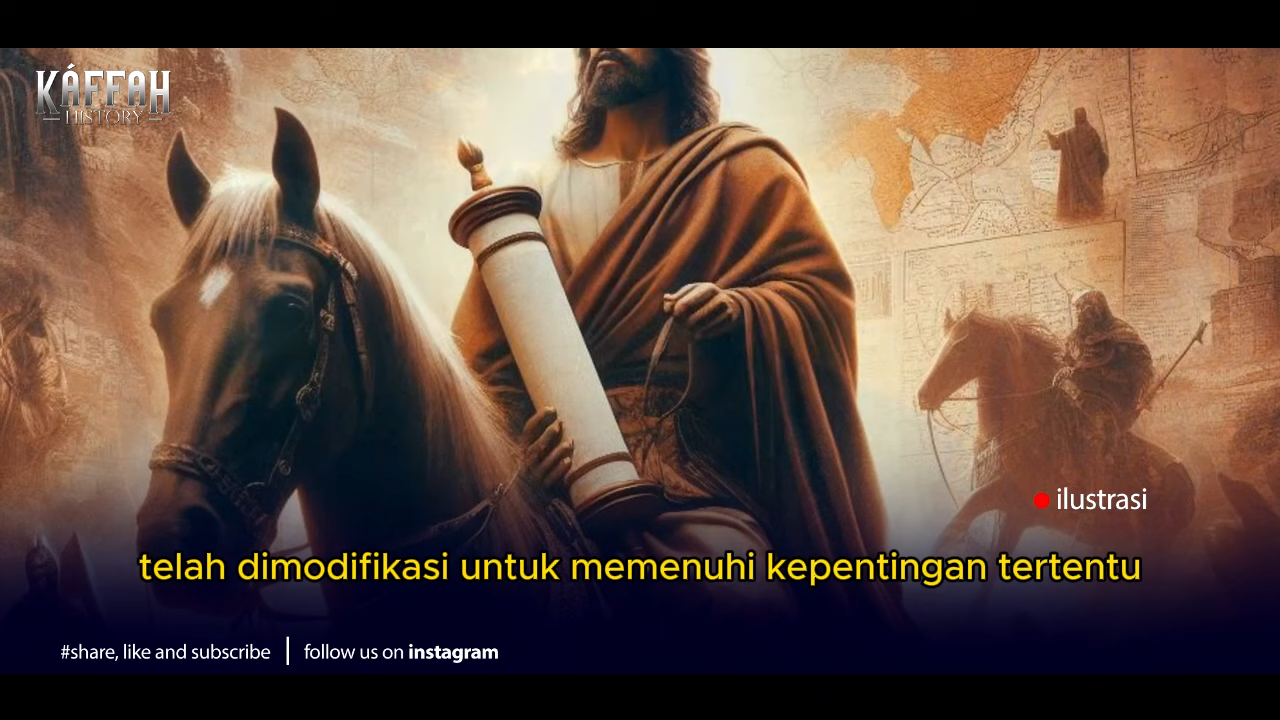 KÁFFAH
HISTORY
ilustrasi
telah dimodifikasi untuk memenuhi kepentingan tertentu
#share, like and subscribe | follow us on instagram